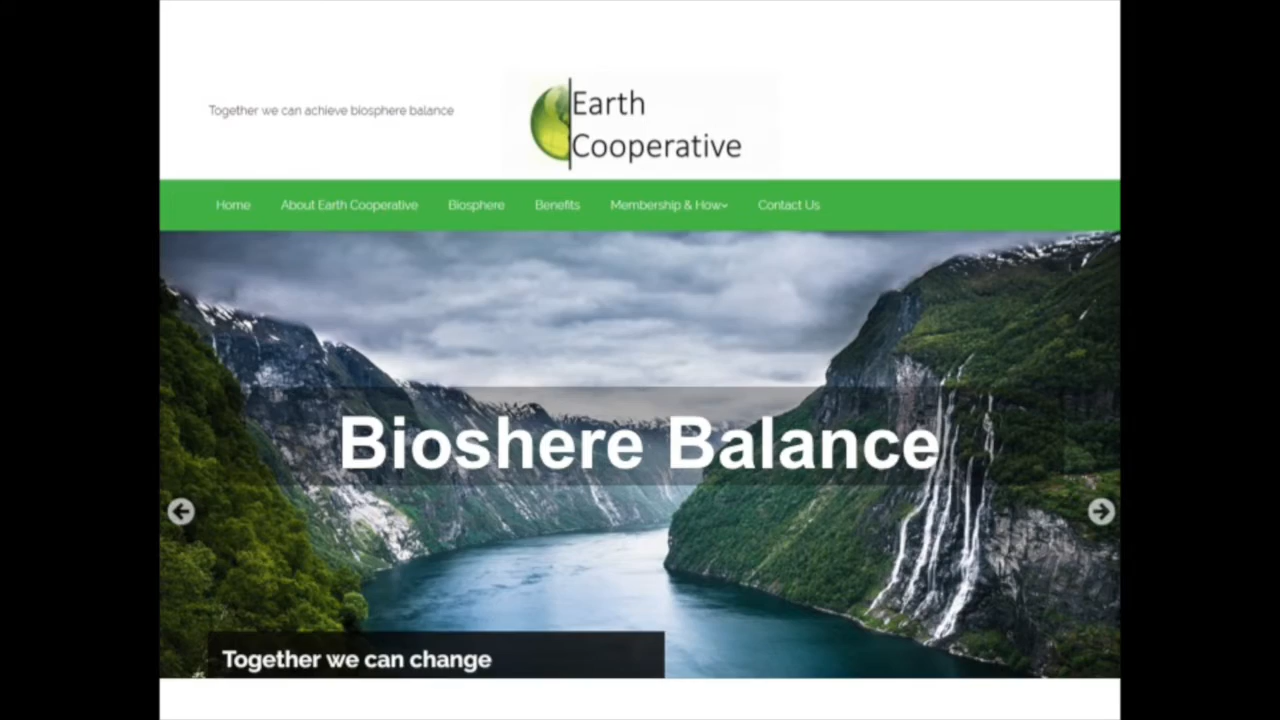 Together we can achieve biosphere balance
Earth
Cooperative
Home About Earth Cooperative Biosphere Benefits Membership & How Contact Us
Bioshere Balance
Together we can change